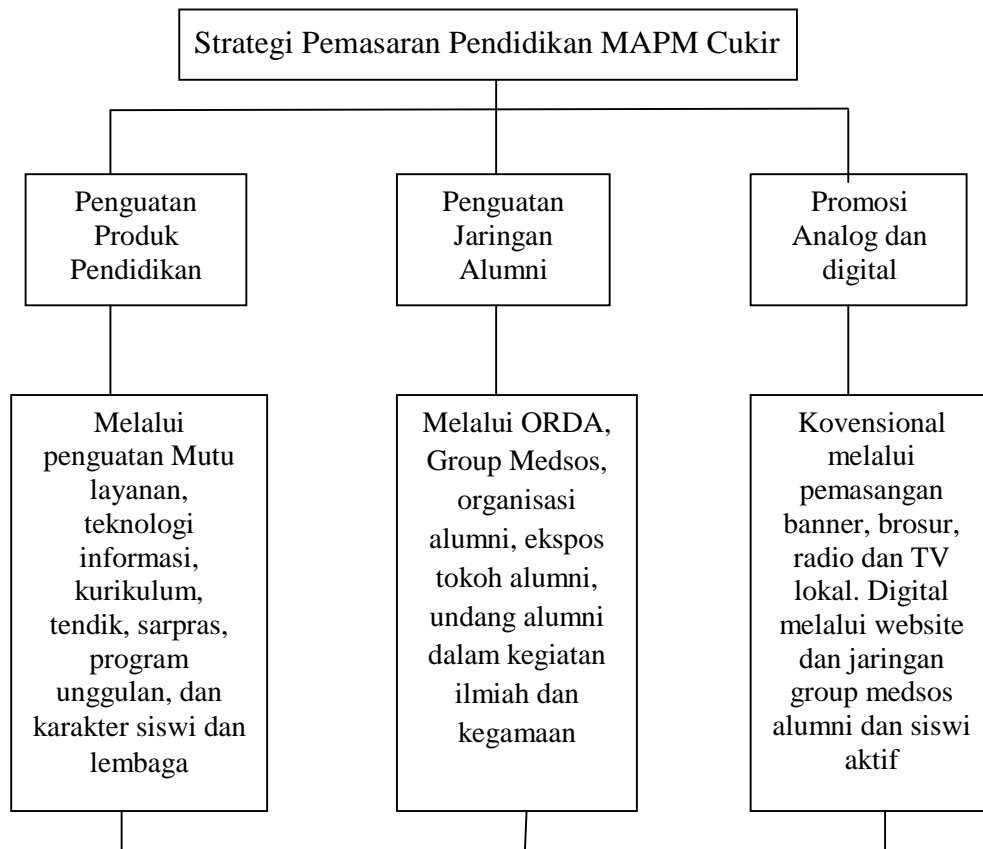 Strategi Pemasaran Pendidikan MAPM Cukir
Penguatan
Produk
Pendidikan
Penguatan
Jaringan
Alumni
Promosi
Analog dan
digital
Melalui
penguatan Mutu
layanan,
teknologi
informasi,
kurikulum,
tendik, sarpras,
program
unggulan, dan
karakter siswi dan
lembaga
Melalui ORDA,
Group Medsos,
organisasi
alumni, ekspos
tokoh alumni,
undang alumni
dalam kegiatan
ilmiah dan
kegamaan
Kovensional
melalui
pemasangan
banner, brosur,
radio dan TV
lokal. Digital
melalui website
dan jaringan
group medsos
alumni dan siswi
aktif